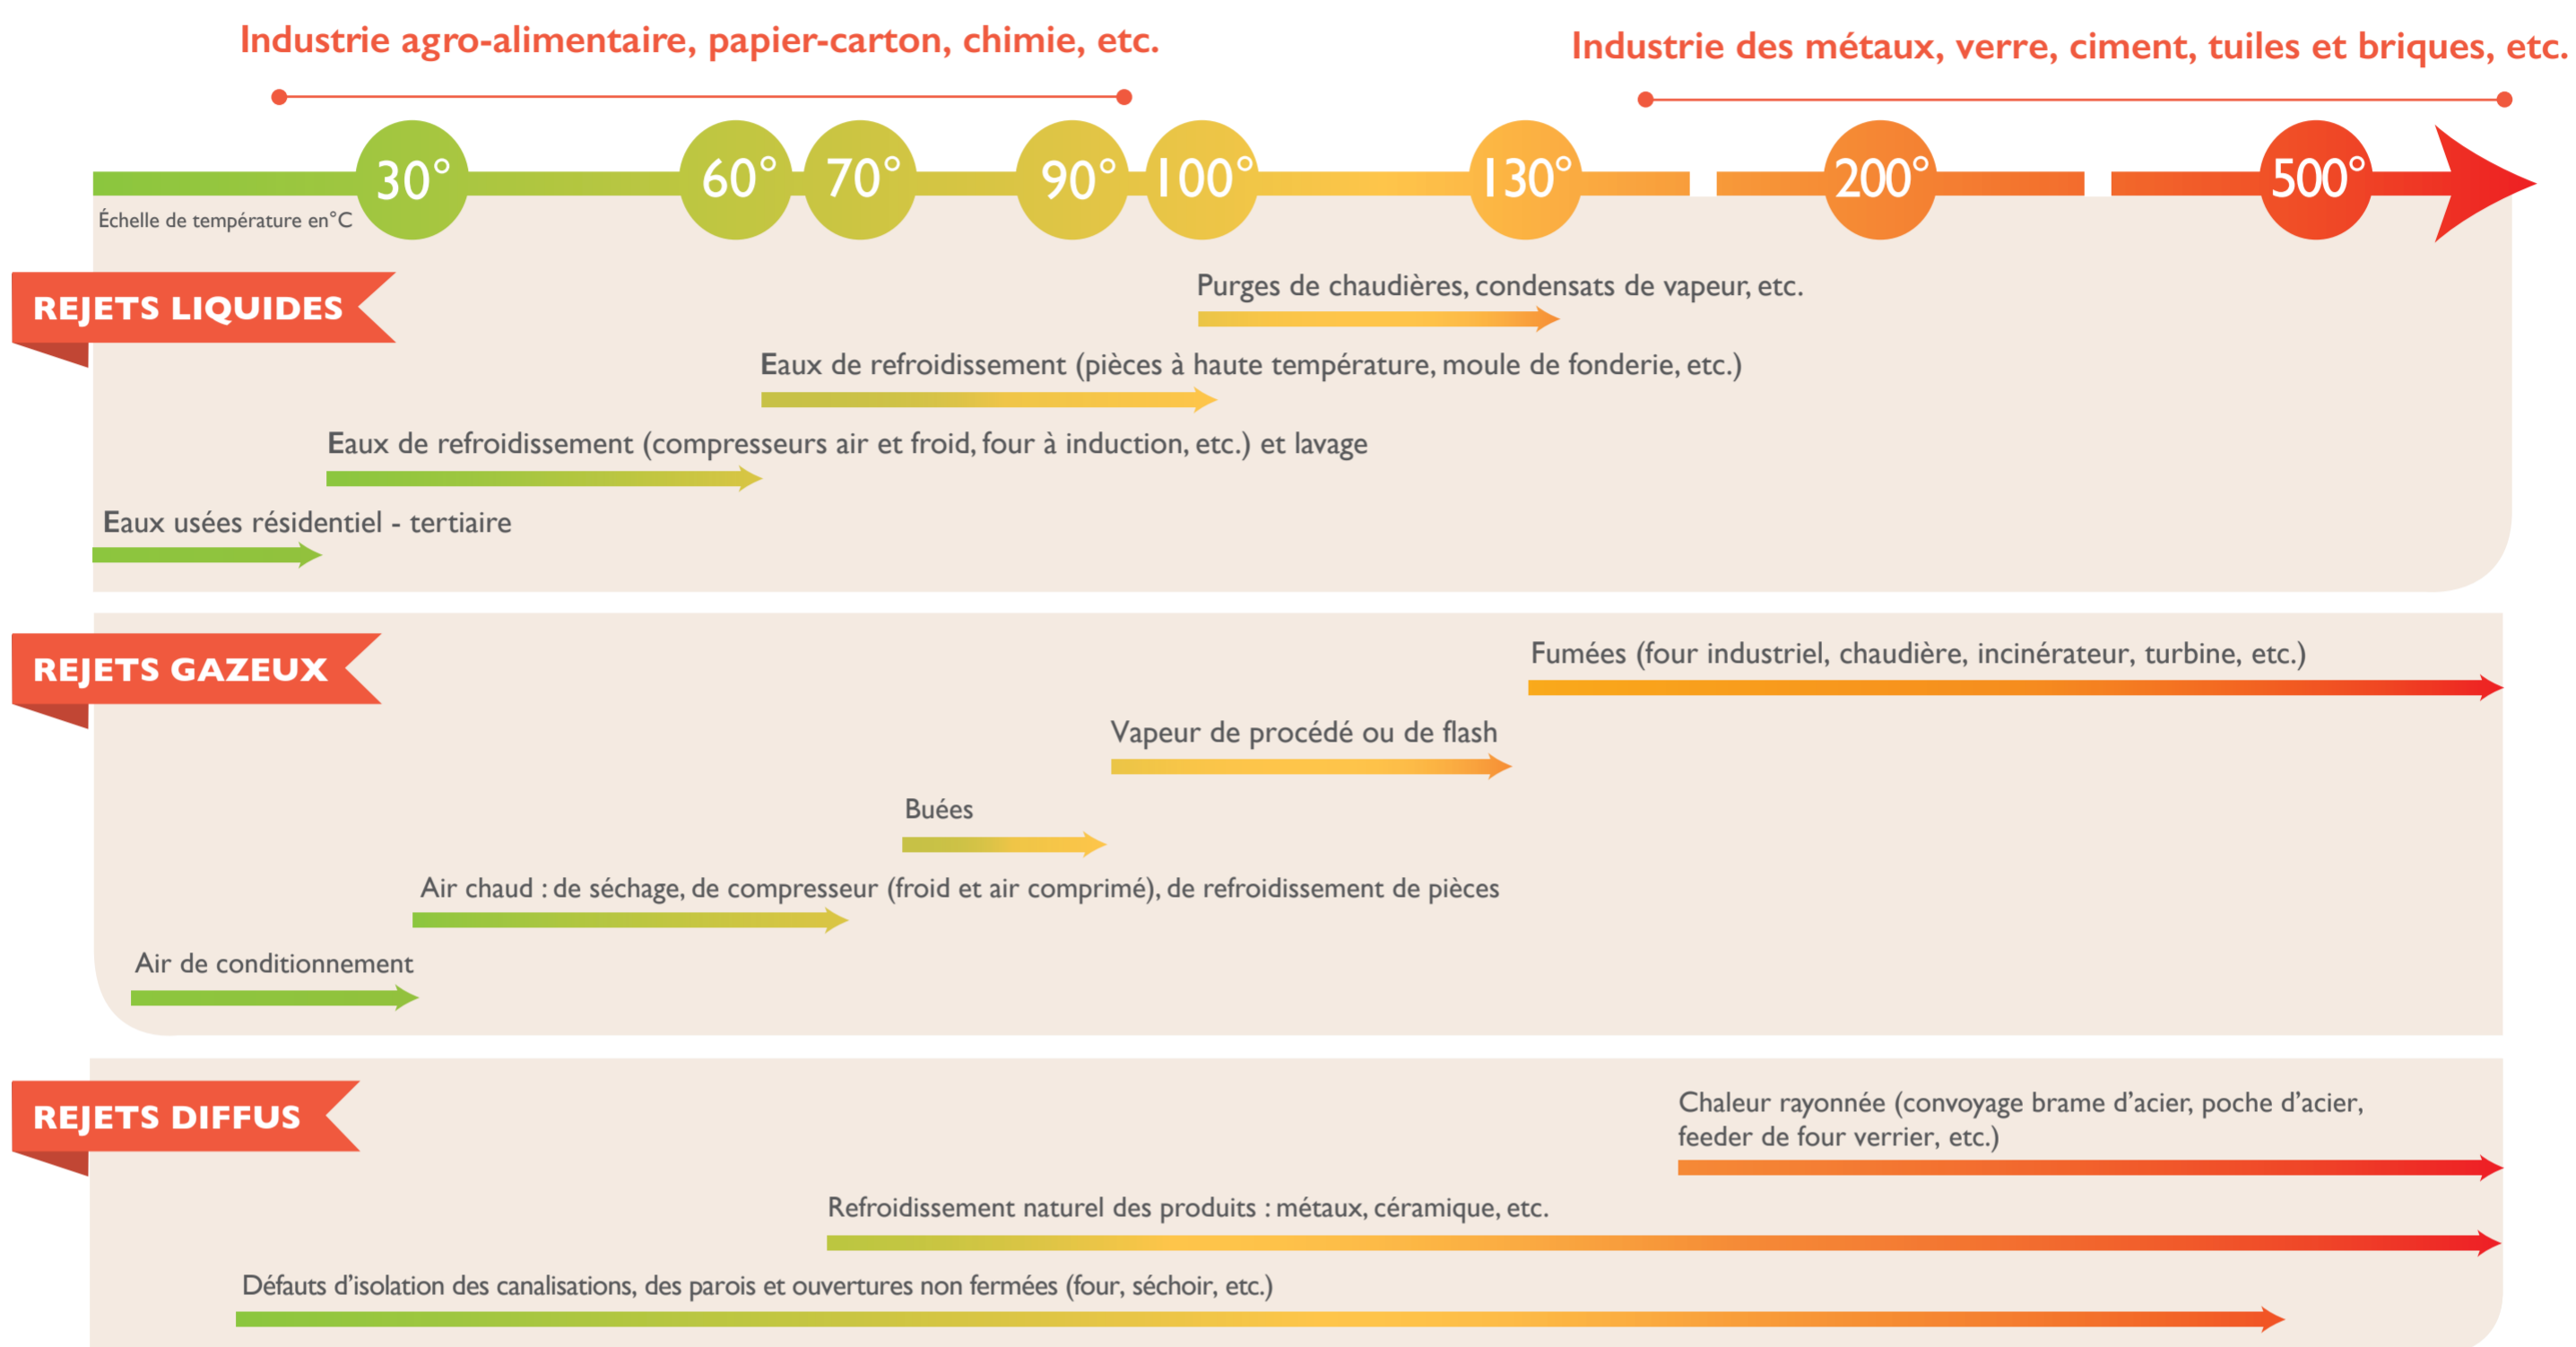 Industrie agro-alimentaire, papier-carton, chimie, etc.
Industrie des métaux, verre, ciment, tuiles et briques, etc.
30° 60° 70° 90° 100° 130° 200° 500°
Échelle de température en°C
REJETS LIQUIDES
Purges de chaudières, condensats de vapeur, etc.
Eaux de refroidissement (pièces à haute température, moule de fonderie, etc.)
Eaux de refroidissement (compresseurs air et froid, four à induction, etc.) et lavage
Eaux usées résidentiel - tertiaire
REJETS GAZEUX
Fumées (four industriel, chaudière, incinérateur, turbine, etc.)
Vapeur de procédé ou de flash
Buées
Air chaud : de séchage, de compresseur (froid et air comprimé), de refroidissement de pièces
Air de conditionnement
REJETS DIFFUS
Chaleur rayonnée (convoyage brame d'acier, poche d'acier,
feeder de four verrier, etc.)
Refroidissement naturel des produits : métaux, céramique, etc.
Défauts d'isolation des canalisations, des parois et ouvertures non fermées (four, séchoir, etc.)